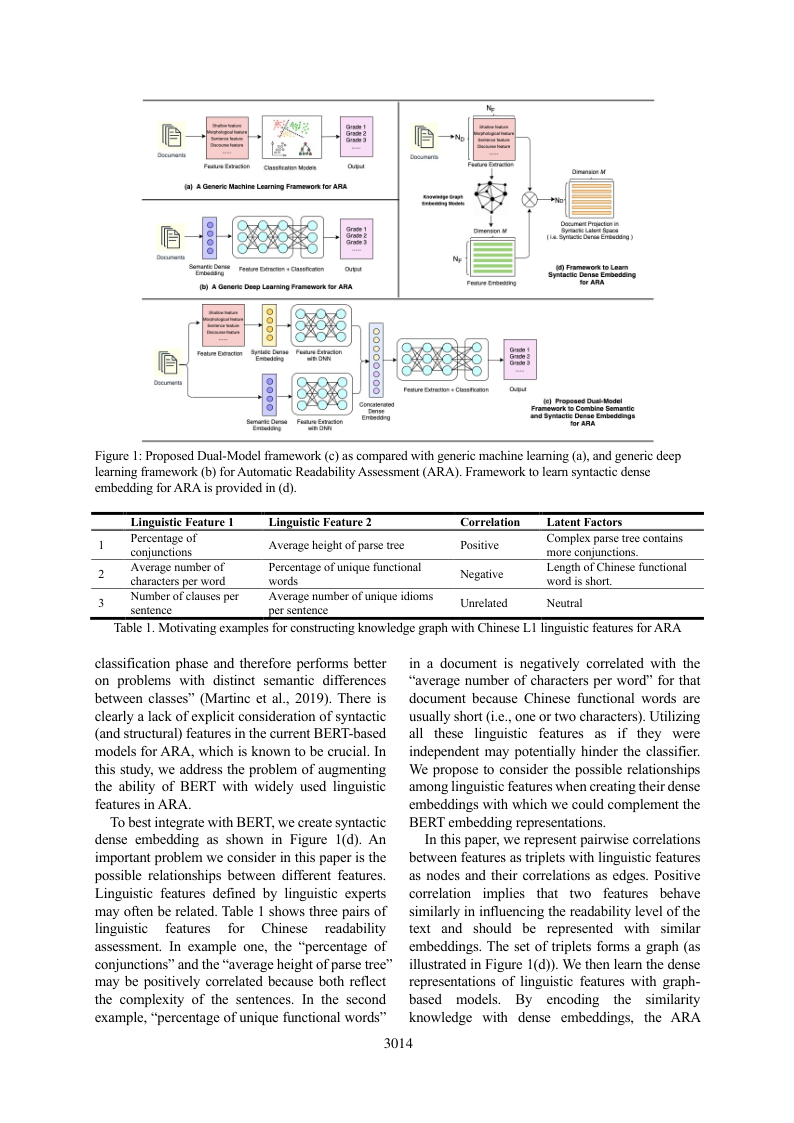 Documents
Shallow feature
Morphological feature
Sentence feature
Discourse feature
......
Feature Extraction
Classification Models
Grade 1
Grade 2
Grade 3
......
Output
(a) A Generic Machine Learning Framework for ARA
Documents
Semantic Dense
Embedding
Feature Extraction + Classification
Grade 1
Grade 2
Grade 3
......
Output
(b) A Generic Deep Learning Framework for ARA
NF
Documents
ND
Shallow feature
Morphological feature
Sentence feature
Discourse feature
......
Feature Extraction
Knowledge Graph
Embedding Models
Dimension M
NF
Feature Embedding
Dimension M
ND
Document Projection in
Syntactic Latent Space
( i.e. Syntactic Dense Embedding )
(d) Framework to Learn
Syntactic Dense Embedding
for ARA
Documents
Shallow feature
Morphological feature
Sentence feature
Discourse feature
......
Feature Extraction
Syntatic Dense
Embedding
Feature Extraction
with DNN
Semantic Dense
Embedding
Feature Extraction
with DNN
Concatenated
Dense
Embedding
Feature Extraction + Classification
Grade 1
Grade 2
Grade 3
......
Output
(c) Proposed Dual-Model
Framework to Combine Semantic
and Syntactic Dense Embeddings
for ARA
Figure 1: Proposed Dual-Model framework (c) as compared with generic machine learning (a), and generic deep
learning framework (b) for Automatic Readability Assessment (ARA). Framework to learn syntactic dense
embedding for ARA is provided in (d).
Linguistic Feature 1 Linguistic Feature 2 Correlation Latent Factors
1 Percentage of conjunctions Average height of parse tree Positive Complex parse tree contains more conjunctions.
2 Average number of characters per word Percentage of unique functional words Negative Length of Chinese functional word is short.
3 Number of clauses per sentence Average number of unique idioms per sentence Unrelated Neutral
Table 1. Motivating examples for constructing knowledge graph with Chinese L1 linguistic features for ARA
classification phase and therefore performs better
on problems with distinct semantic differences
between classes” (Martinc et al., 2019). There is
clearly a lack of explicit consideration of syntactic
(and structural) features in the current BERT-based
models for ARA, which is known to be crucial. In
this study, we address the problem of augmenting
the ability of BERT with widely used linguistic
features in ARA.
To best integrate with BERT, we create syntactic
dense embedding as shown in Figure 1(d). An
important problem we consider in this paper is the
possible relationships between different features.
Linguistic features defined by linguistic experts
may often be related. Table 1 shows three pairs of
linguistic features for Chinese readability
assessment. In example one, the “percentage of
conjunctions” and the “average height of parse tree”
may be positively correlated because both reflect
the complexity of the sentences. In the second
example, “percentage of unique functional words”
in a document is negatively correlated with the
“average number of characters per word” for that
document because Chinese functional words are
usually short (i.e., one or two characters). Utilizing
all these linguistic features as if they were
independent may potentially hinder the classifier.
We propose to consider the possible relationships
among linguistic features when creating their dense
embeddings with which we could complement the
BERT embedding representations.
In this paper, we represent pairwise correlations
between features as triplets with linguistic features
as nodes and their correlations as edges. Positive
correlation implies that two features behave
similarly in influencing the readability level of the
text and should be represented with similar
embeddings. The set of triplets forms a graph (as
illustrated in Figure 1(d)). We then learn the dense
representations of linguistic features with graph-
based models. By encoding the similarity
knowledge with dense embeddings, the ARA
3014